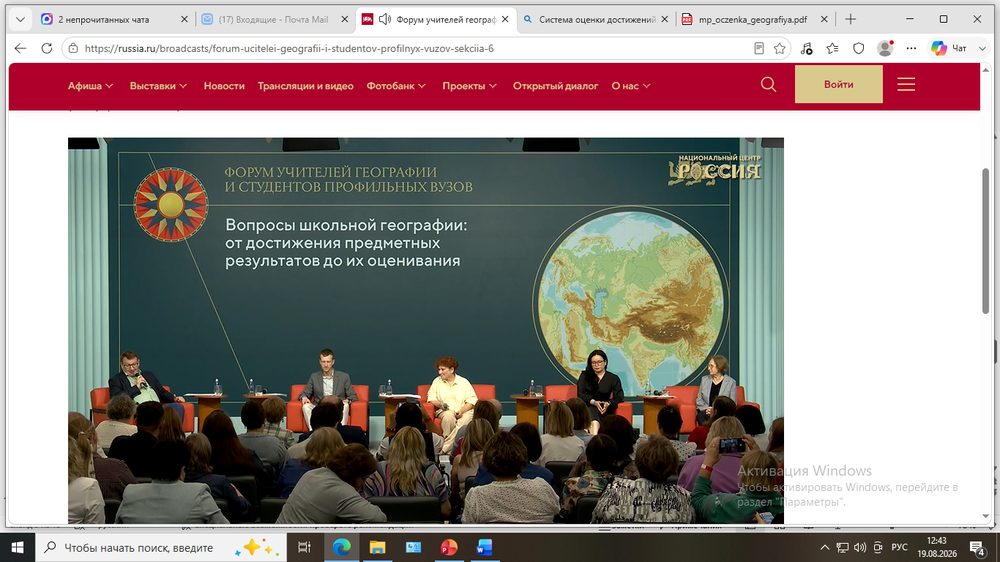 2 непрочитанных чата
(17) Входящие - Почта Mail
Форум учителей географ
Система оценки достижений
mp_oczenka_geografiya.pdf
https://russia.ru/broadcasts/forum-ucitelei-geografii-i-studentov-profilnyx-vuzov-sekciia-6
Чат
Афиша
Выставки
Новости
Трансляции и видео
Фотобанк
Проекты
Открытый диалог
О нас
Войти
НАЦИОНАЛЬНЫЙ ЦЕНТР
РОССИЯ
ФОРУМ УЧИТЕЛЕЙ ГЕОГРАФИИ
И СТУДЕНТОВ ПРОФИЛЬНЫХ ВУЗОВ
Вопросы школьной географии:
от достижения предметных
результатов до их оценивания
Активация Windows
Чтобы активировать Windows, перейдите в
раздел "Параметры".
Чтобы начать поиск, введите
РУС
12:43
19.08.2026
4